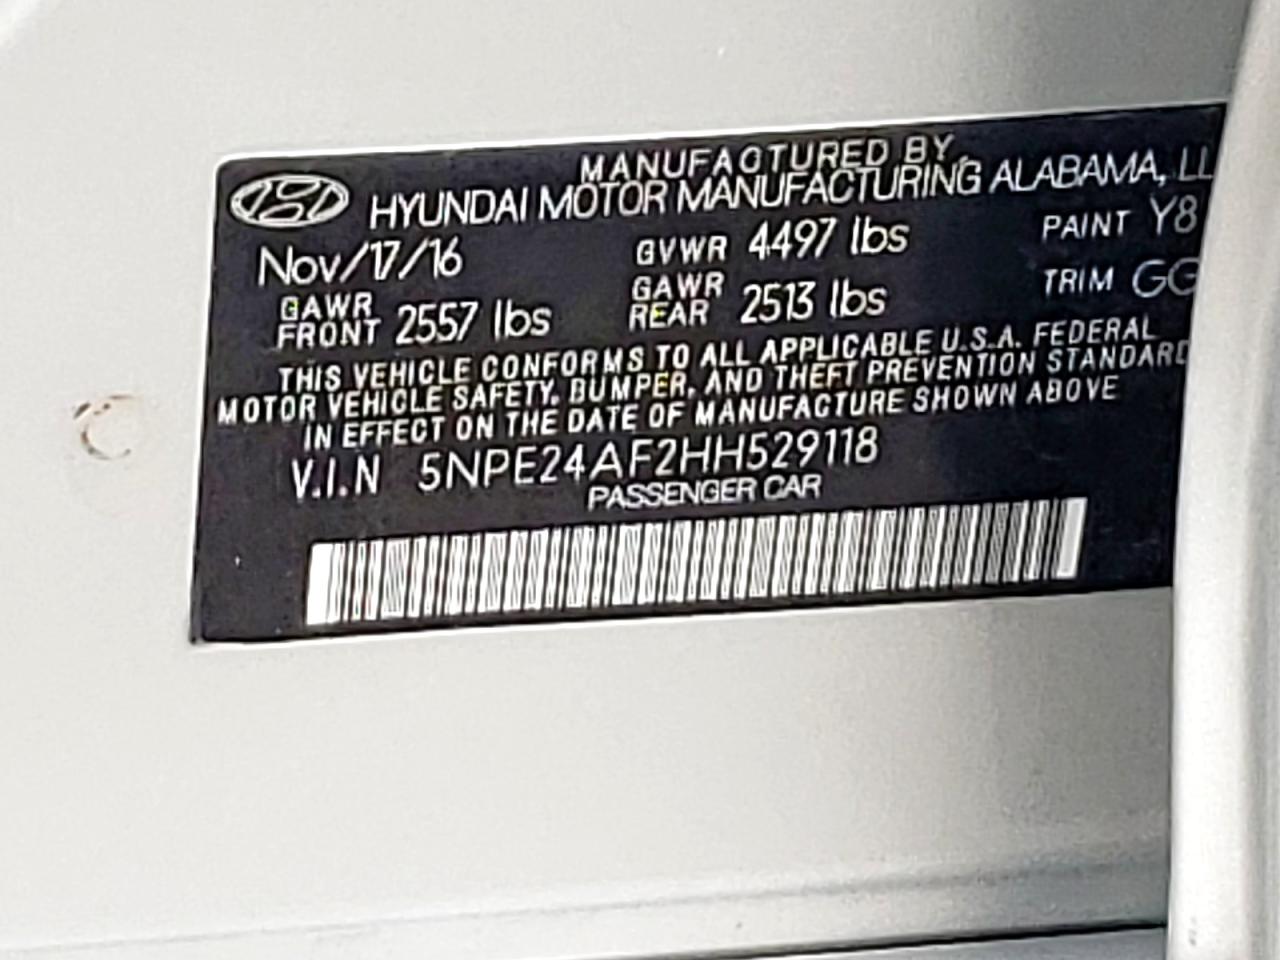 MANUFACTURED BY
HYUNDAI MOTOR MANUFACTURING ALABAMA, LL
Nov/17/16 GVWR 4497 lbs PAINT Y8
GAWR FRONT 2557 lbs GAWR REAR 2513 lbs TRIM GG
THIS VEHICLE CONFORMS TO ALL APPLICABLE U.S.A. FEDERAL
MOTOR VEHICLE SAFETY, BUMPER, AND THEFT PREVENTION STANDARD
IN EFFECT ON THE DATE OF MANUFACTURE SHOWN ABOVE
V.I.N 5NPE24AF2HH529118
PASSENGER CAR